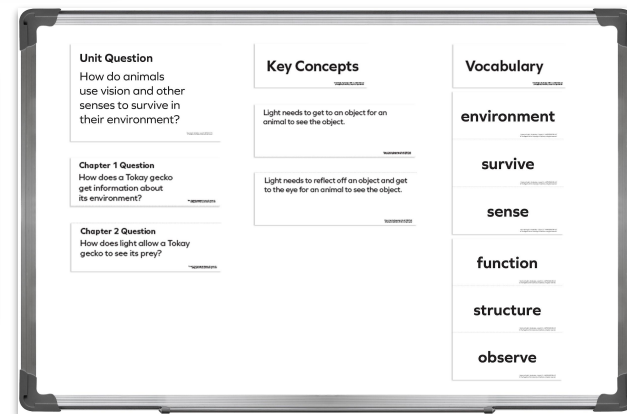 Unit Question
How do animals
use vision and other
senses to survive in
their environment?
Chapter 1 Question
How does a Tokay gecko
get information about
its environment?
Chapter 2 Question
How does light allow a Tokay
gecko to see its prey?
Key Concepts
Light needs to get to an object for an
animal to see the object.
Light needs to reflect off an object and get
to the eye for an animal to see the object.
Vocabulary
environment
survive
sense
function
structure
observe